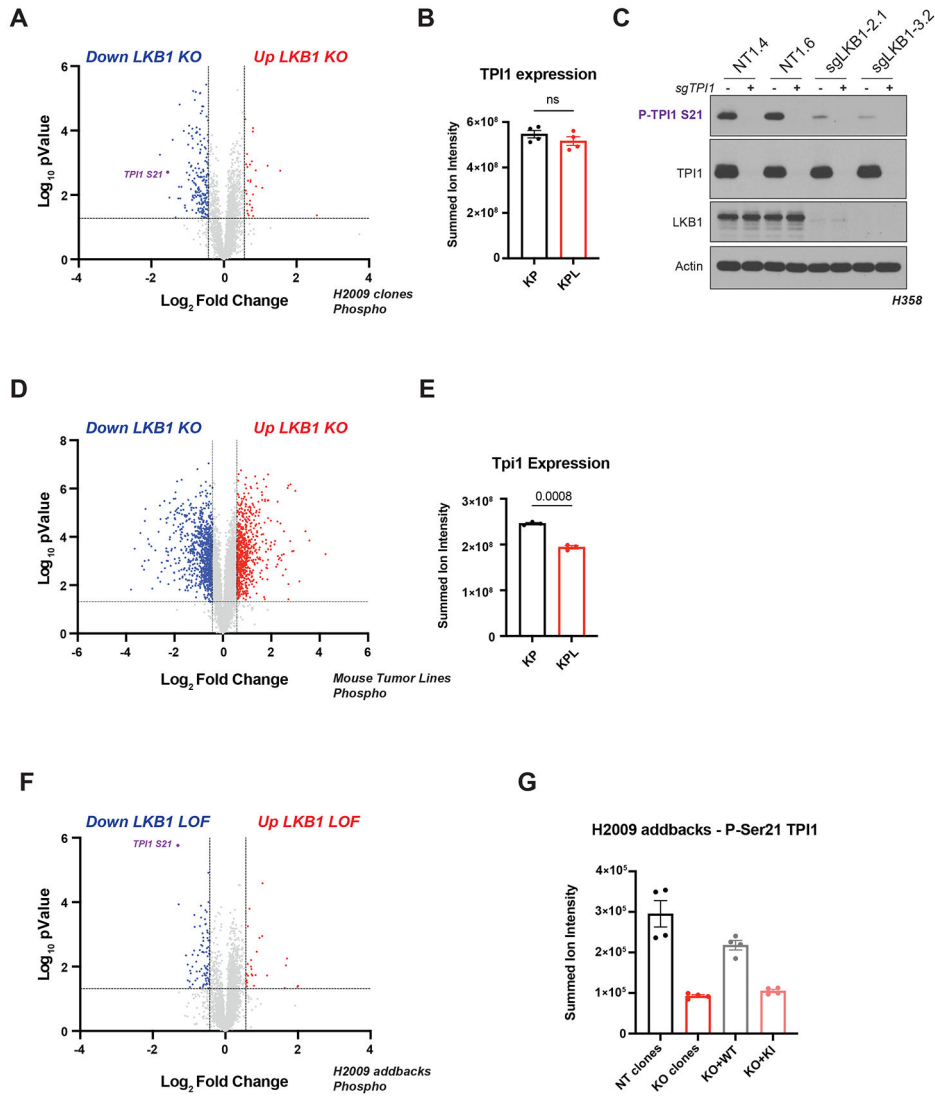 A
Down LKB1 KO
Up LKB1 KO
6
4
2
0
Log10 pValue
TPI1 S21
-4
-2
0
2
4
Log2 Fold Change
H2009 clones
Phospho
B
TPI1 expression
ns
6×10⁸
4×10⁸
2×10⁸
0
Summed Ion Intensity
KP
KPL
C
NT1.4
NT1.6
sgLKB1-2.1
sgLKB1-3.2
sgTPI1
- + - + - + - +
P-TPI1 S21
TPI1
LKB1
Actin
H358
D
Down LKB1 KO
Up LKB1 KO
8
6
4
2
0
Log10 pValue
-6
-4
-2
0
2
4
6
Log2 Fold Change
Mouse Tumor Lines
Phospho
E
Tpi1 Expression
0.0008
3×10⁸
2×10⁸
1×10⁸
0
Summed Ion Intensity
KP
KPL
F
Down LKB1 LOF
Up LKB1 LOF
TPI1 S21
6
4
2
0
Log10 pValue
-4
-2
0
2
4
Log2 Fold Change
H2009 addbacks
Phospho
G
H2009 addbacks - P-Ser21 TPI1
4×10⁵
3×10⁵
2×10⁵
1×10⁵
0
Summed Ion Intensity
NT clones
KO clones
KO+WT
KO+KI